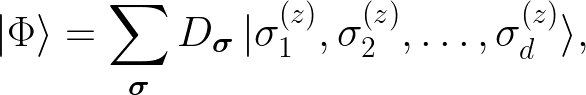 |Φ⟩ = ∑_𝝈 D_𝝈 |σ_1^{(z)}, σ_2^{(z)}, …, σ_d^{(z)}⟩,